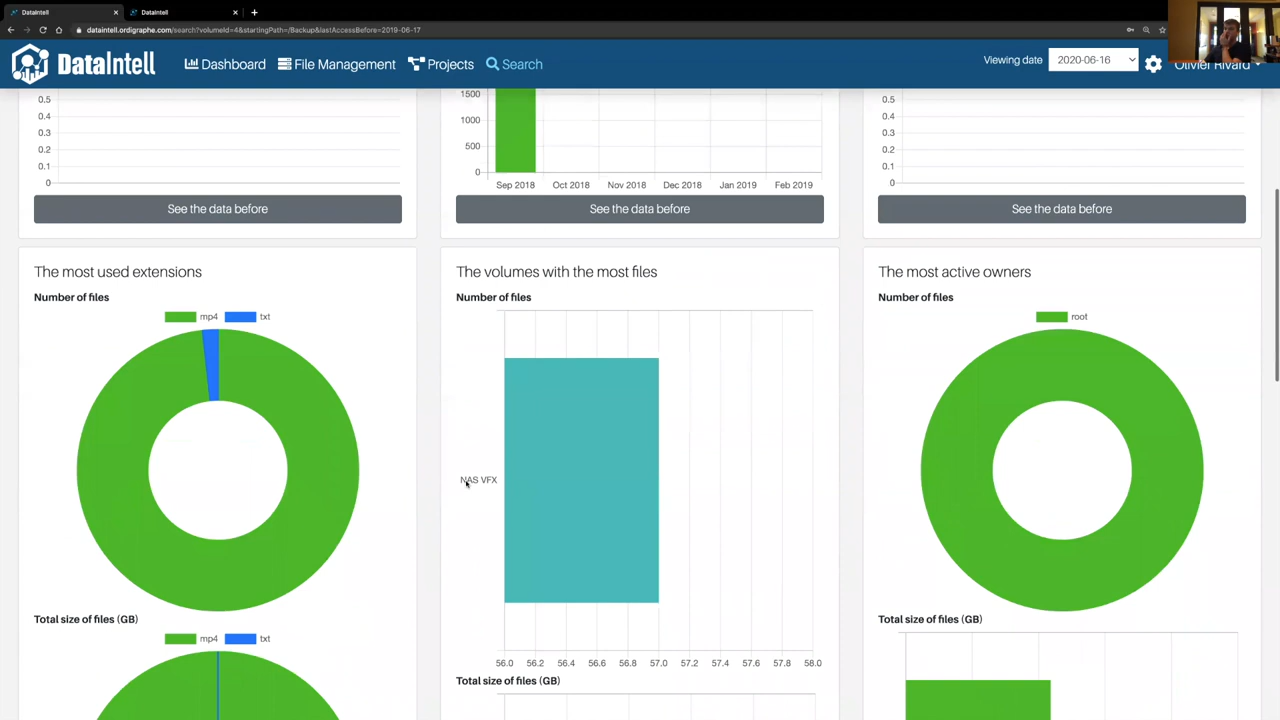 DataIntell
DataIntell
dataintell.ordigraphe.com/search?volumeId=4&startingPath=/Backup&lastAccessBefore=2019-06-17
DataIntell
Dashboard
File Management
Projects
Search
Viewing date
2020-06-16
Olivier Rivard
0.5
0.4
0.3
0.2
0.1
0
See the data before
1500
1000
500
0
Sep 2018
Oct 2018
Nov 2018
Dec 2018
Jan 2019
Feb 2019
See the data before
0.5
0.4
0.3
0.2
0.1
0
See the data before
The most used extensions
Number of files
mp4
txt
Total size of files (GB)
mp4
txt
The volumes with the most files
Number of files
NAS VFX
56.0
56.2
56.4
56.6
56.8
57.0
57.2
57.4
57.6
57.8
58.0
Total size of files (GB)
The most active owners
Number of files
root
Total size of files (GB)